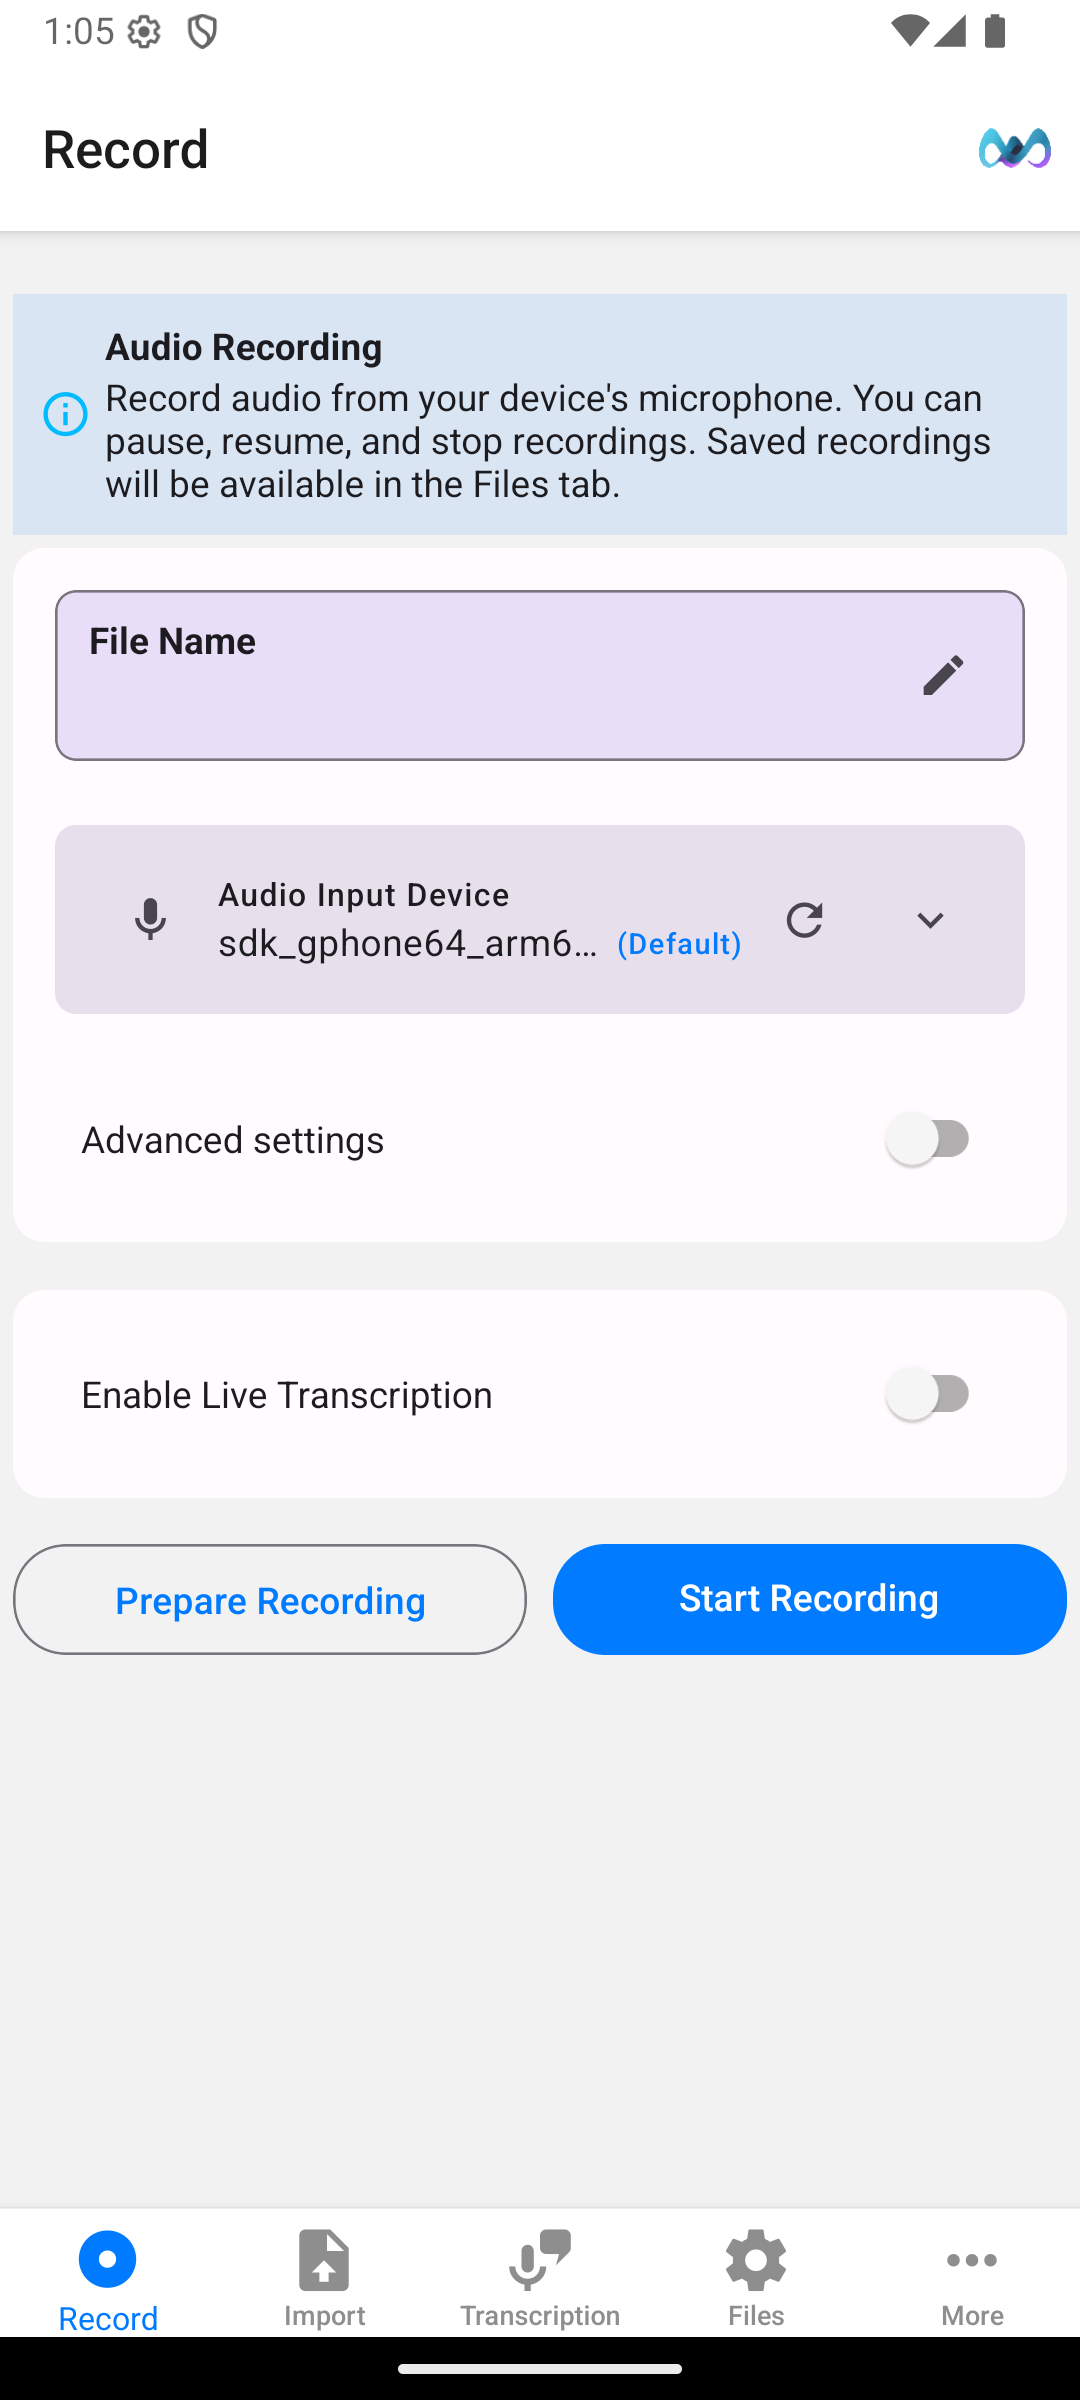 1:05
Record
Audio Recording
Record audio from your device's microphone. You can
pause, resume, and stop recordings. Saved recordings
will be available in the Files tab.
File Name
Audio Input Device
sdk_gphone64_arm6… (Default)
Advanced settings
Enable Live Transcription
Prepare Recording
Start Recording
Record
Import
Transcription
Files
More